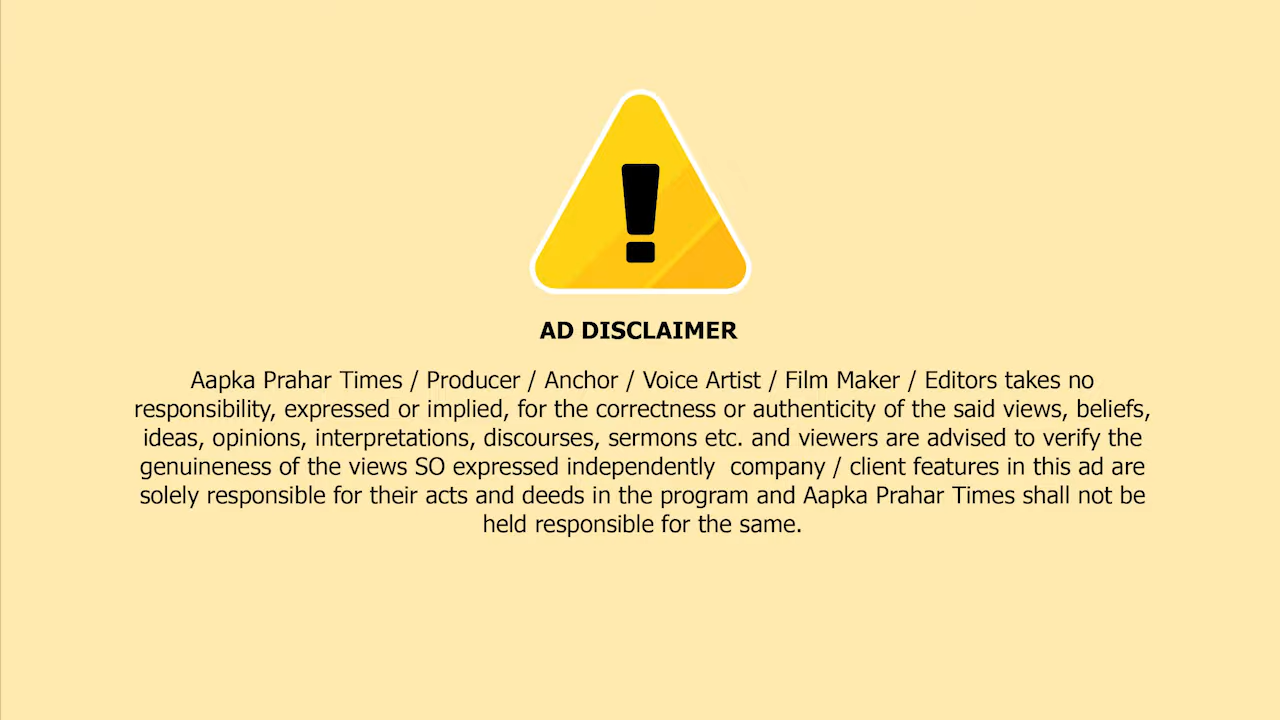 AD DISCLAIMER
Aapka Prahar Times / Producer / Anchor / Voice Artist / Film Maker / Editors takes no
responsibility, expressed or implied, for the correctness or authenticity of the said views, beliefs,
ideas, opinions, interpretations, discourses, sermons etc. and viewers are advised to verify the
genuineness of the views SO expressed independently  company / client features in this ad are
solely responsible for their acts and deeds in the program and Aapka Prahar Times shall not be
held responsible for the same.